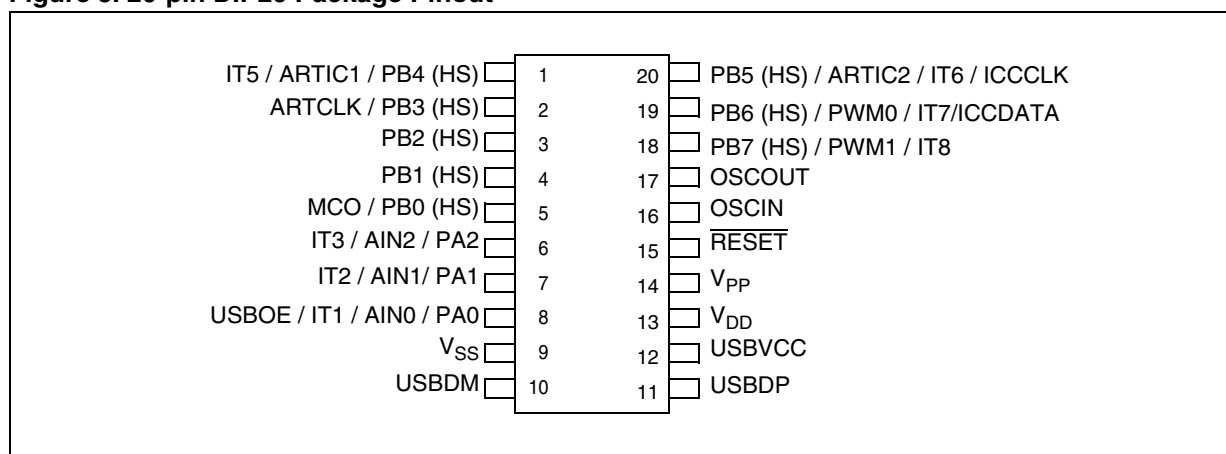 IT5 / ARTIC1 / PB4 (HS) 1 20 PB5 (HS) / ARTIC2 / IT6 / ICCCLK
ARTCLK / PB3 (HS) 2 19 PB6 (HS) / PWM0 / IT7/ICCDATA
PB2 (HS) 3 18 PB7 (HS) / PWM1 / IT8
PB1 (HS) 4 17 OSCOUT
MCO / PB0 (HS) 5 16 OSCIN
IT3 / AIN2 / PA2 6 15 RESET
IT2 / AIN1/ PA1 7 14 VPP
USBOE / IT1 / AIN0 / PA0 8 13 VDD
VSS 9 12 USBVCC
USBDM 10 11 USBDP